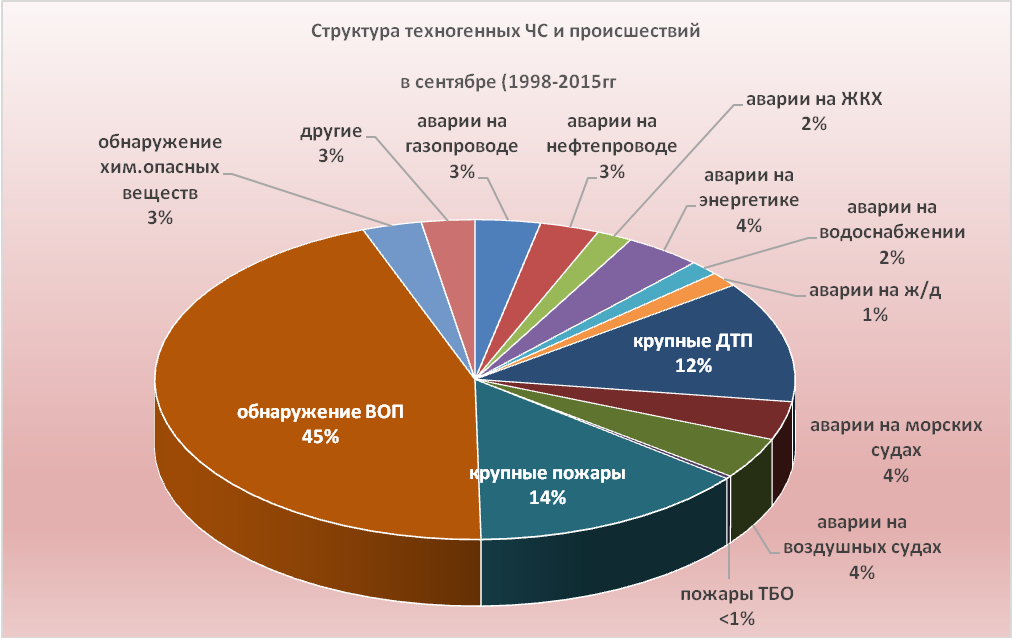 Структура техногенных ЧС и происшествий
в сентябре (1998-2015гг
обнаружение
хим.опасных
веществ
3%
другие
3%
аварии на
газопроводе
3%
аварии на
нефтепроводе
3%
аварии на ЖКХ
2%
аварии на
энергетике
4%
аварии на
водоснабжении
2%
аварии на ж/д
1%
крупные ДТП
12%
аварии на морских
судах
4%
аварии на
воздушных судах
4%
пожары ТБО
<1%
крупные пожары
14%
обнаружение ВОП
45%